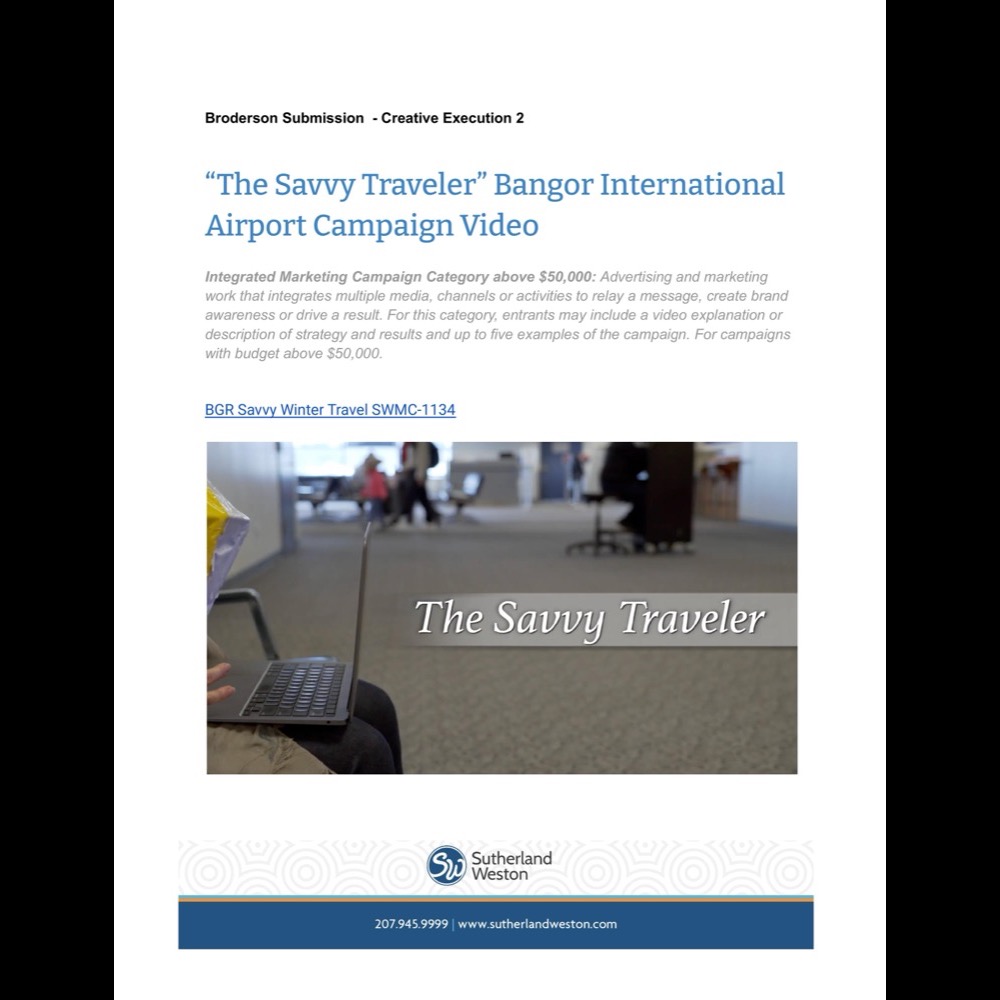 Broderson Submission  - Creative Execution 2
“The Savvy Traveler” Bangor International
Airport Campaign Video
Integrated Marketing Campaign Category above $50,000: Advertising and marketing
work that integrates multiple media, channels or activities to relay a message, create brand
awareness or drive a result. For this category, entrants may include a video explanation or
description of strategy and results and up to five examples of the campaign. For campaigns
with budget above $50,000.
BGR Savvy Winter Travel SWMC-1134
The Savvy Traveler
SW Sutherland
Weston
207.945.9999 | www.sutherlandweston.com